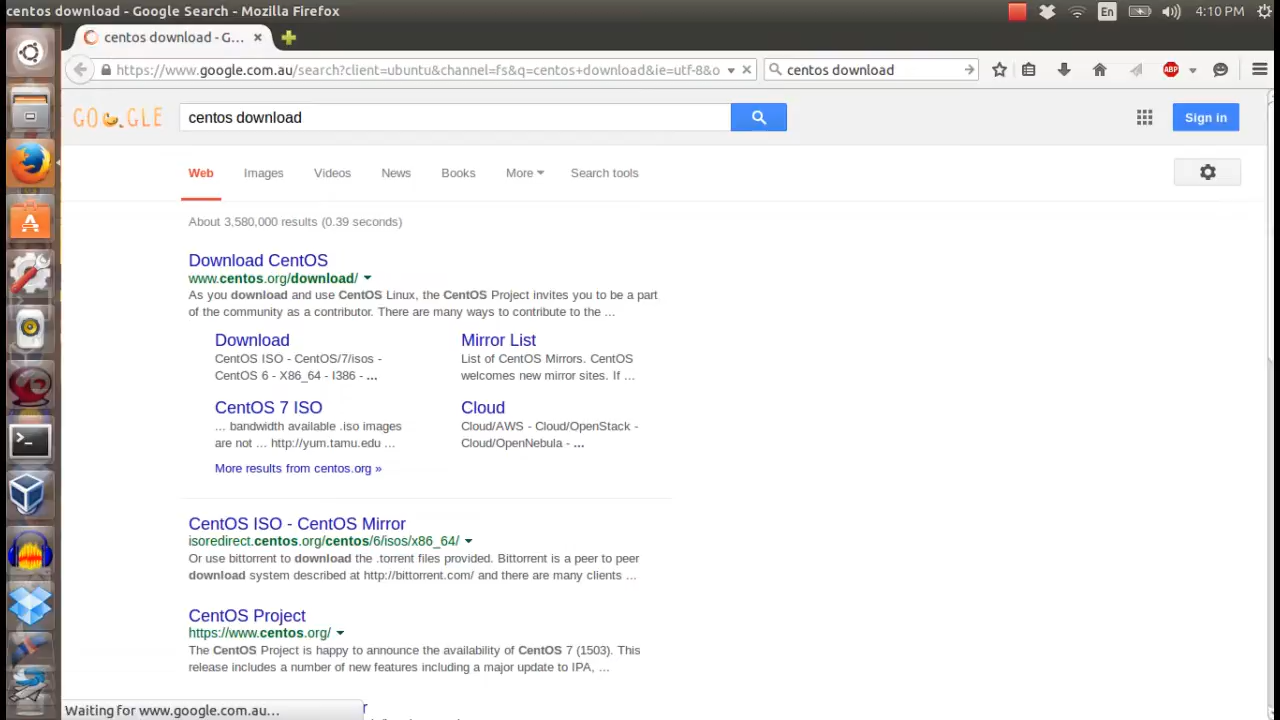 centos download - Google Search - Mozilla Firefox
En
4:10 PM
centos download - G...
https://www.google.com.au/search?client=ubuntu&channel=fs&q=centos+download&ie=utf-8&o
centos download
ABP
GO GLE
centos download
Sign in
Web
Images
Videos
News
Books
More
Search tools
About 3,580,000 results (0.39 seconds)
Download CentOS
www.centos.org/download/
As you download and use CentOS Linux, the CentOS Project invites you to be a part
of the community as a contributor. There are many ways to contribute to the ...
Download
CentOS ISO - CentOS/7/isos -
CentOS 6 - X86_64 - I386 - ...
Mirror List
List of CentOS Mirrors. CentOS
welcomes new mirror sites. If ...
CentOS 7 ISO
... bandwidth available .iso images
are not ... http://yum.tamu.edu ...
Cloud
Cloud/AWS - Cloud/OpenStack -
Cloud/OpenNebula - ...
More results from centos.org »
CentOS ISO - CentOS Mirror
isoredirect.centos.org/centos/6/isos/x86_64/
Or use bittorrent to download the .torrent files provided. Bittorrent is a peer to peer
download system described at http://bittorrent.com/ and there are many clients ...
CentOS Project
https://www.centos.org/
The CentOS Project is happy to announce the availability of CentOS 7 (1503). This
release includes a number of new features including a major update to IPA, ...
Waiting for www.google.com.au...